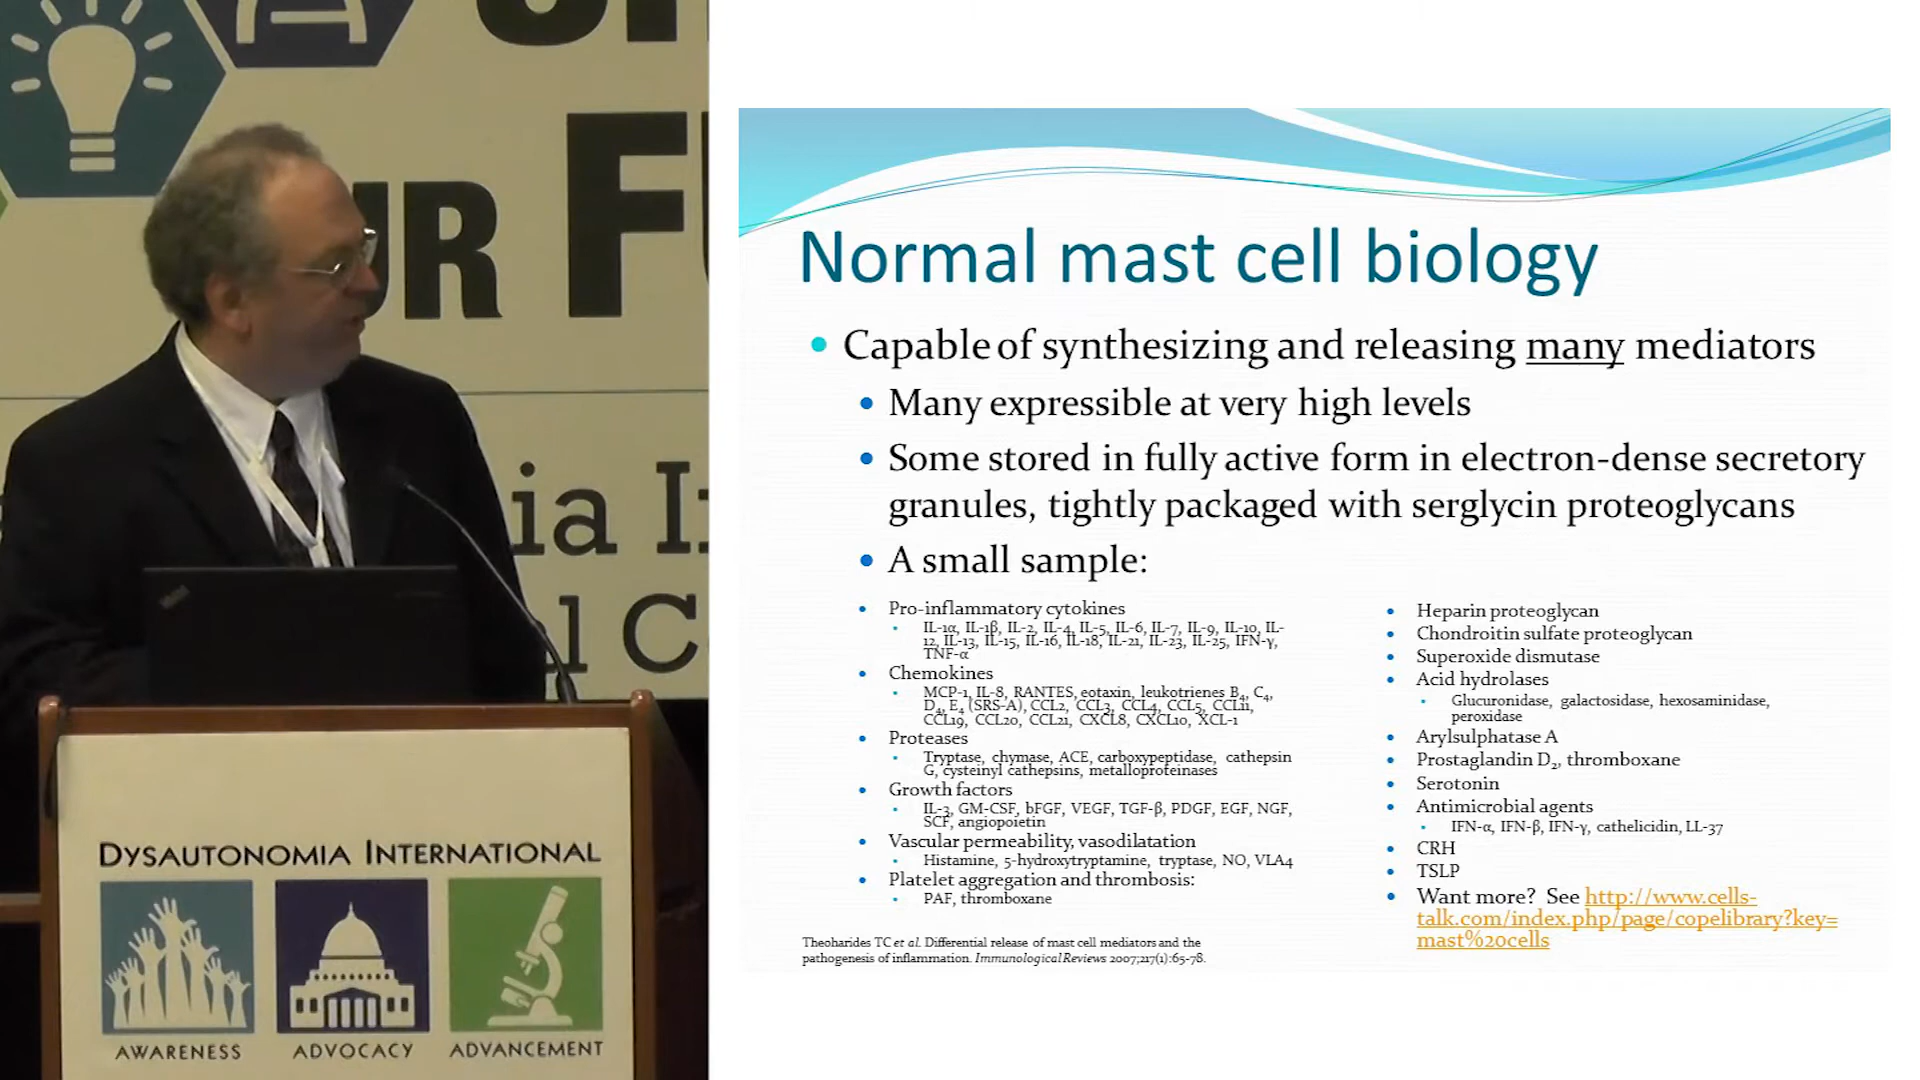 UR F
ia I
l C
DYSAUTONOMIA INTERNATIONAL
AWARENESS ADVOCACY ADVANCEMENT
Normal mast cell biology
• Capable of synthesizing and releasing many mediators
• Many expressible at very high levels
• Some stored in fully active form in electron-dense secretory
granules, tightly packaged with serglycin proteoglycans
• A small sample:
• Pro-inflammatory cytokines
• IL-1α, IL-1β, IL-2, IL-4, IL-5, IL-6, IL-7, IL-9, IL-10, IL-
12, IL-13, IL-15, IL-16, IL-18, IL-21, IL-23, IL-25, IFN-γ,
TNF-α
• Chemokines
• MCP-1, IL-8, RANTES, eotaxin, leukotrienes B4, C4,
D4, E4 (SRS-A), CCL2, CCL3, CCL4, CCL5, CCL11,
CCL19, CCL20, CCL21, CXCL8, CXCL10, XCL-1
• Proteases
• Tryptase, chymase, ACE, carboxypeptidase, cathepsin
G, cysteinyl cathepsins, metalloproteinases
• Growth factors
• IL-3, GM-CSF, bFGF, VEGF, TGF-β, PDGF, EGF, NGF,
SCF, angiopoietin
• Vascular permeability, vasodilatation
• Histamine, 5-hydroxytryptamine, tryptase, NO, VLA4
• Platelet aggregation and thrombosis:
• PAF, thromboxane
Theoharides TC et al. Differential release of mast cell mediators and the
pathogenesis of inflammation. Immunological Reviews 2007;217(1):65-78.
• Heparin proteoglycan
• Chondroitin sulfate proteoglycan
• Superoxide dismutase
• Acid hydrolases
• Glucuronidase, galactosidase, hexosaminidase,
peroxidase
• Arylsulphatase A
• Prostaglandin D2, thromboxane
• Serotonin
• Antimicrobial agents
• IFN-α, IFN-β, IFN-γ, cathelicidin, LL-37
• CRH
• TSLP
• Want more? See http://www.cells-
talk.com/index.php/page/copelibrary?key=
mast%20cells